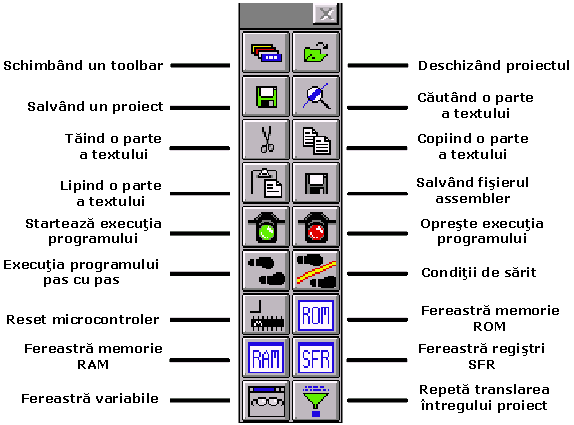 Schimbând un toolbar
Deschizând proiectul
Salvând un proiect
Căutând o parte
a textului
Tăind o parte
a textului
Copiind o parte
a textului
Lipind o parte
a textului
Salvând fişierul
assembler
Startează execuţia
programului
Opreşte execuţia
programului
Execuţia programului
pas cu pas
Condiţii de sărit
Reset microcontroler
ROM
Fereastră memorie
ROM
Fereastră memorie
RAM
RAM
SFR
Fereastră regiştri
SFR
Fereastră variabile
Repetă translarea
întregului proiect